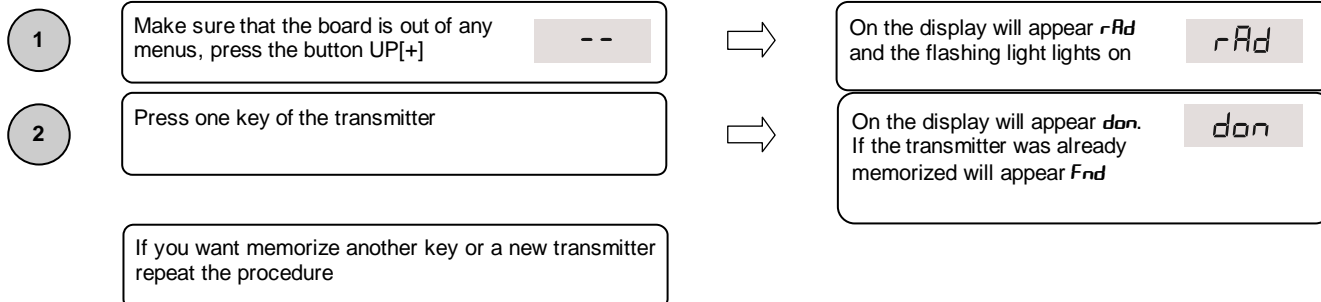 1
Make sure that the board is out of any
menus, press the button UP[+]
--
On the display will appear rAd
and the flashing light lights on
rAd
2
Press one key of the transmitter
On the display will appear don.
If the transmitter was already
memorized will appear Fnd
don
If you want memorize another key or a new transmitter
repeat the procedure